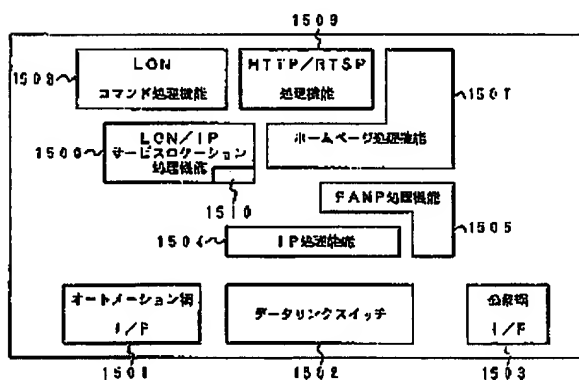 1509
1508
LON
コマンド処理機能
HTTP/RTSP
処理機能
1507
1506
LON/IP
サービスロケーション
処理機能
ホームページ処理機能
1510
FANP処理機能
1504
IP処理機能
1505
オートメーション網
I/F
データリンクスイッチ
I/F
1501
1502
1503